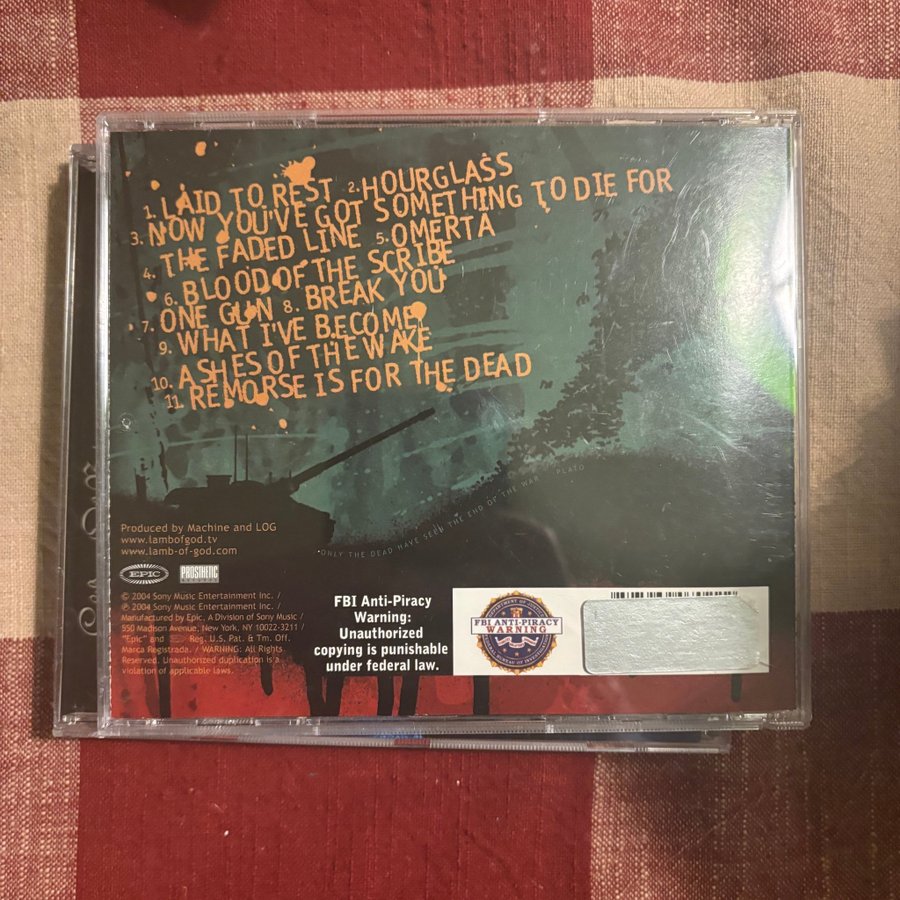 1. LAID TO REST 2. HOURGLASS
3. NOW YOU'VE GOT SOMETHING TO DIE FOR
4. THE FADED LINE 5. OMERTA
6. BLOOD OF THE SCRIBE
7. ONE GUN 8. BREAK YOU
9. WHAT I'VE BECOME
10. ASHES OF THE WAKE
11. REMORSE IS FOR THE DEAD
ONLY THE DEAD HAVE SEEN THE END OF THE WAR PLATO
Produced by Machine and LOG
www.lambofgod.tv
www.lamb-of-god.com
EPIC PROSTHETIC
© 2004 Sony Music Entertainment Inc. /
℗ 2004 Sony Music Entertainment Inc. /
Manufactured by Epic, A Division of Sony Music /
550 Madison Avenue, New York, NY 10022-3211 /
"Epic" and Reg. U.S. Pat. & Tm. Off.
Marca Registrada. / WARNING: All Rights
Reserved. Unauthorized duplication is a
violation of applicable laws.
FBI Anti-Piracy
Warning:
Unauthorized
copying is punishable
under federal law.
DEPARTMENT OF JUSTICE
FBI ANTI-PIRACY
WARNING